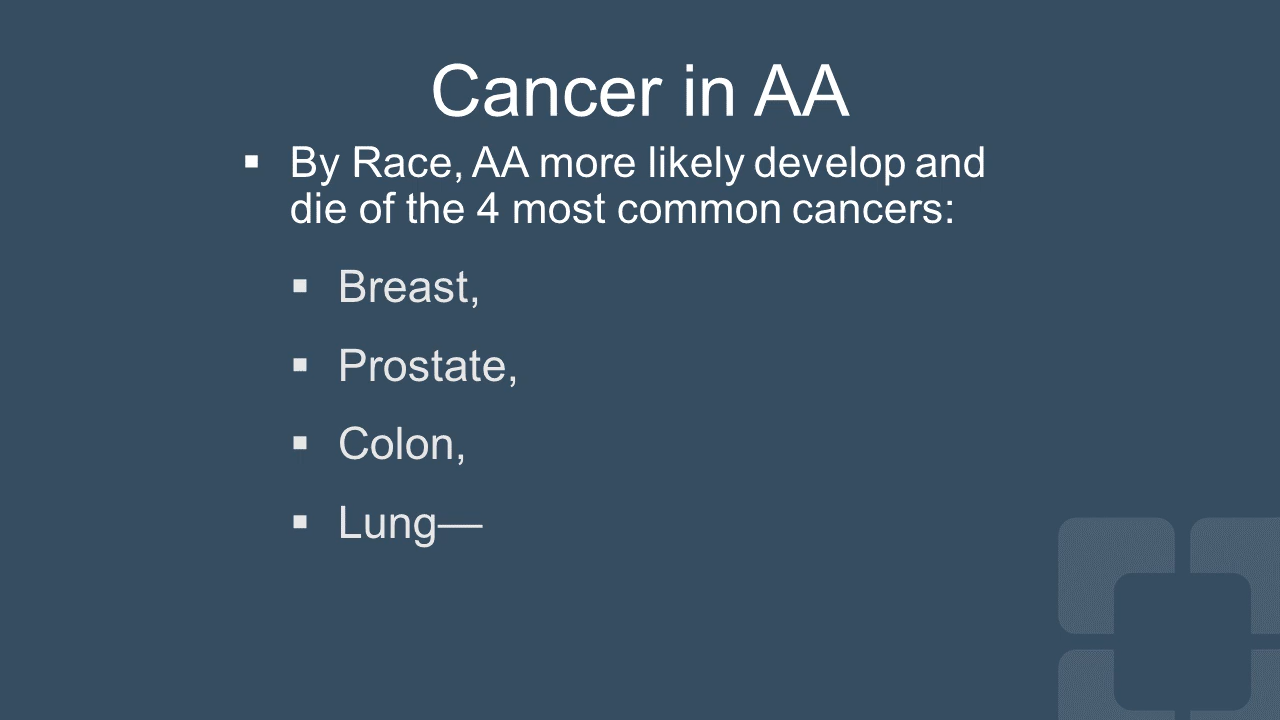 Cancer in AA
▪ By Race, AA more likely develop and
die of the 4 most common cancers:
▪ Breast,
▪ Prostate,
▪ Colon,
▪ Lung—